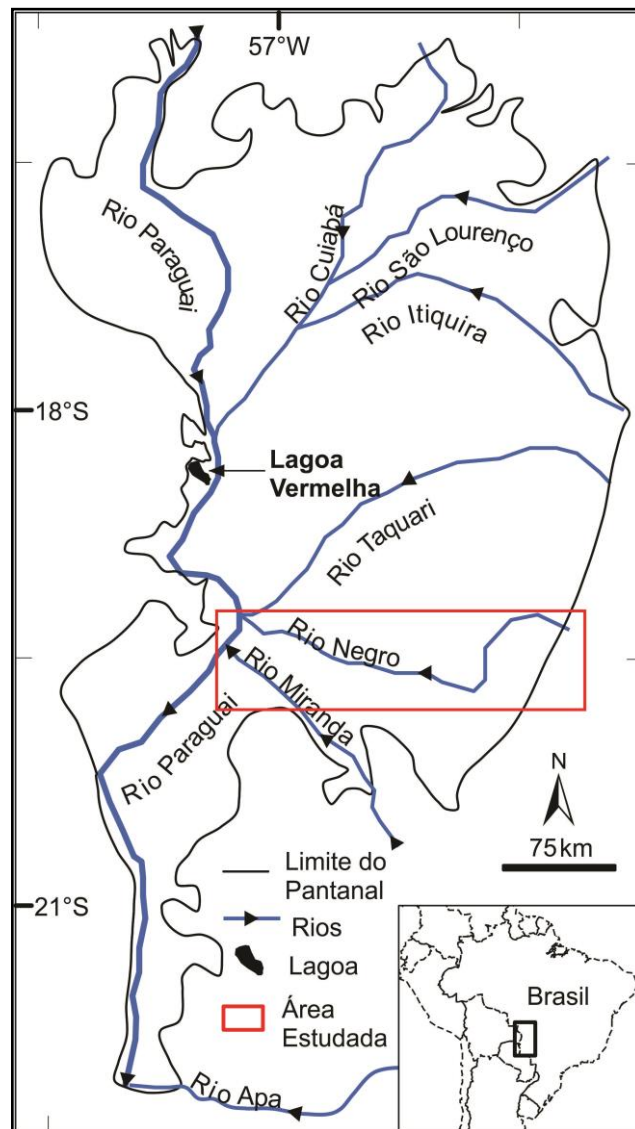 57°W
Rio Paraguai
Rio Cuiabá
Rio São Lourenço
Rio Itiquira
18°S
Lagoa
Vermelha
Rio Taquari
Rio Negro
Rio Miranda
Rio Paraguai
N
75km
Limite do
Pantanal
21°S
Rios
Lagoa
Brasil
Área
Estudada
Rio Apa